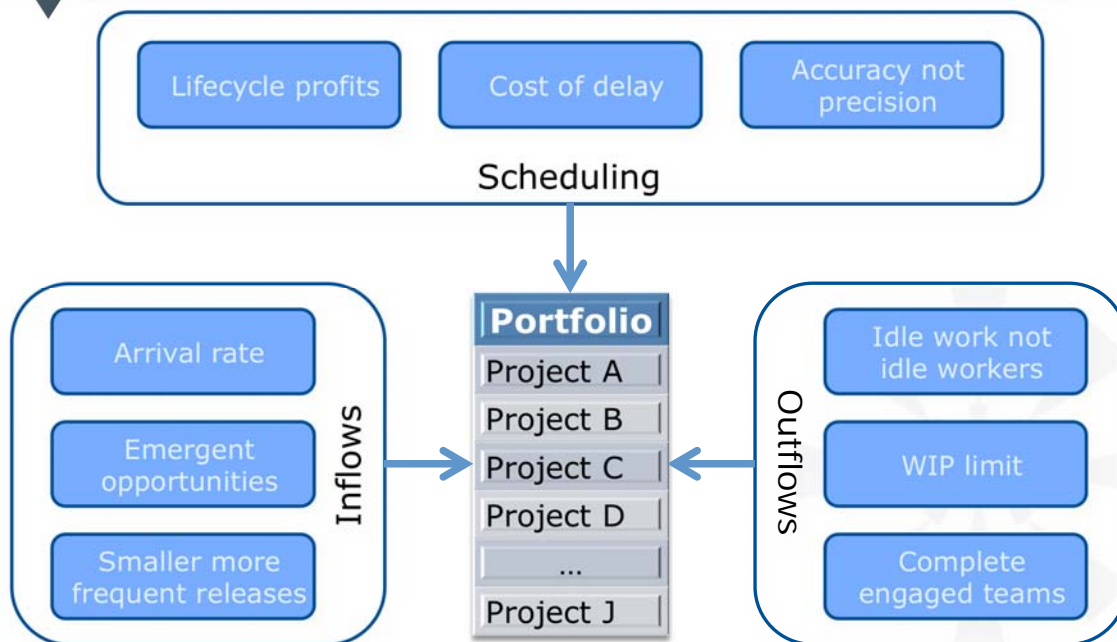 Lifecycle profits
Cost of delay
Accuracy not
precision
Scheduling
Arrival rate
Emergent
opportunities
Smaller more
frequent releases
Inflows
Portfolio
Project A
Project B
Project C
Project D
...
Project J
Outflows
Idle work not
idle workers
WIP limit
Complete
engaged teams